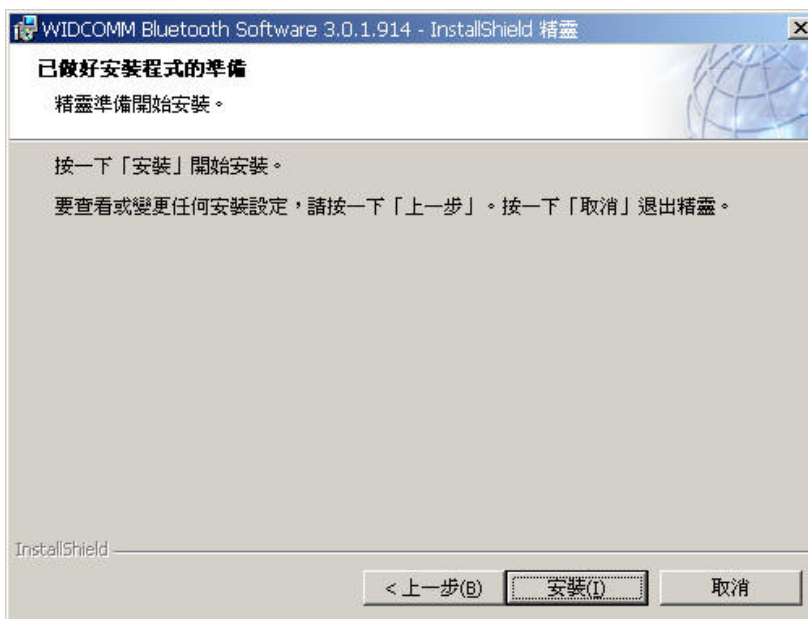 WIDCOMM Bluetooth Software 3.0.1.914 - InstallShield 精靈
已做好安裝程式的準備
精靈準備開始安裝。
按一下「安裝」開始安裝。
要查看或變更任何安裝設定，請按一下「上一步」。按一下「取消」退出精靈。
InstallShield
< 上一步(B)
安裝(I)
取消